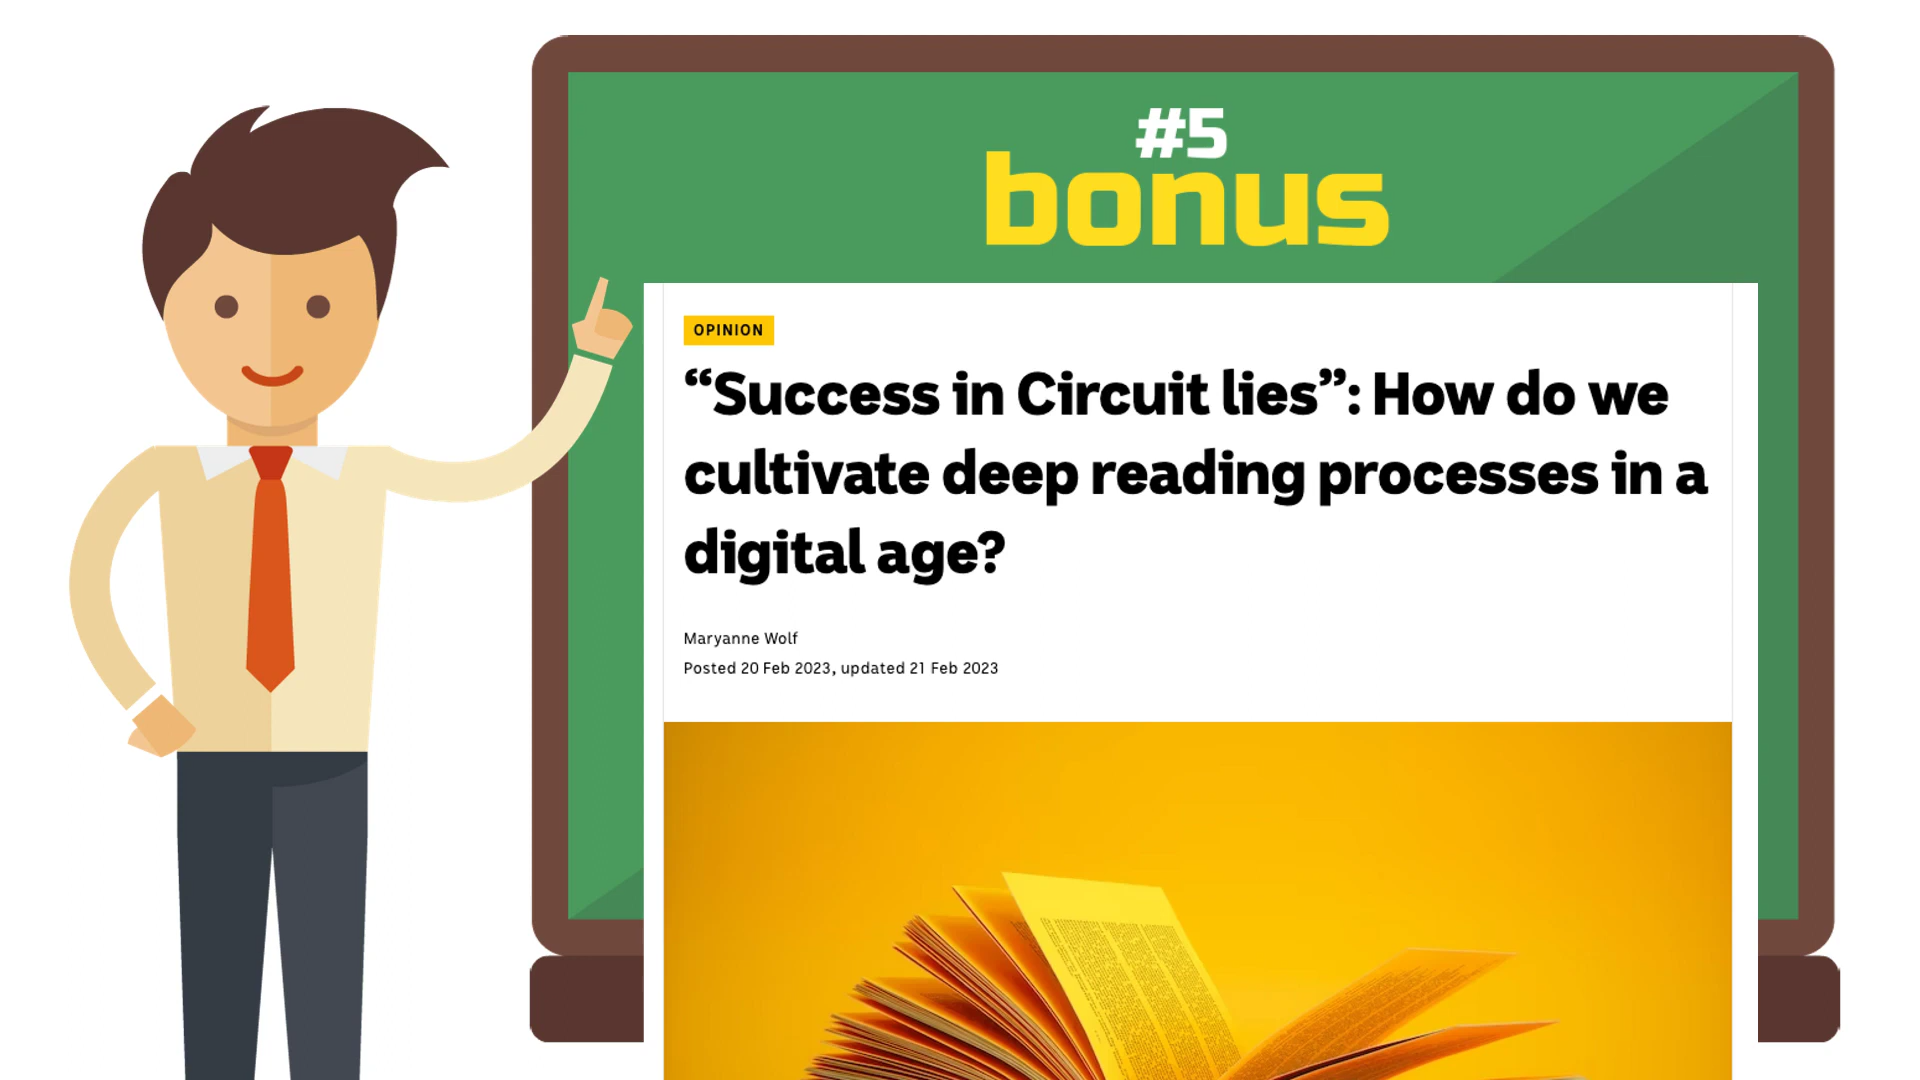 #5
bonus
OPINION
“Success in Circuit lies”: How do we
cultivate deep reading processes in a
digital age?
Maryanne Wolf
Posted 20 Feb 2023, updated 21 Feb 2023